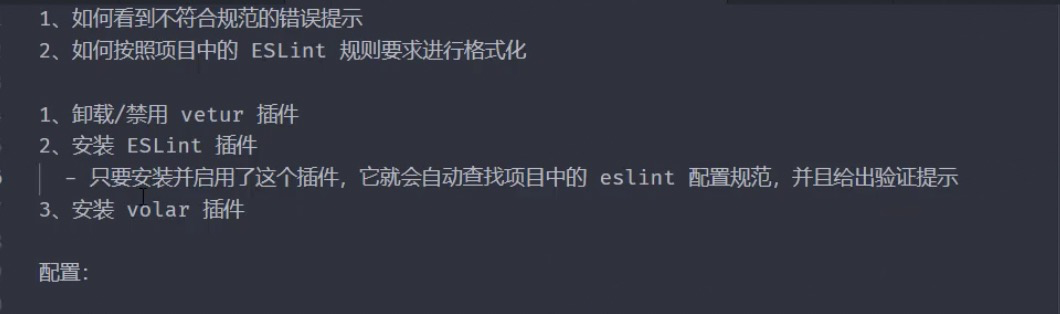 1、如何看到不符合规范的错误提示
2、如何按照项目中的 ESLint 规则要求进行格式化
1、卸载/禁用 vetur 插件
2、安装 ESLint 插件
- 只要安装并启用了这个插件，它就会自动查找项目中的 eslint 配置规范，并且给出验证提示
3、安装 volar 插件
配置：